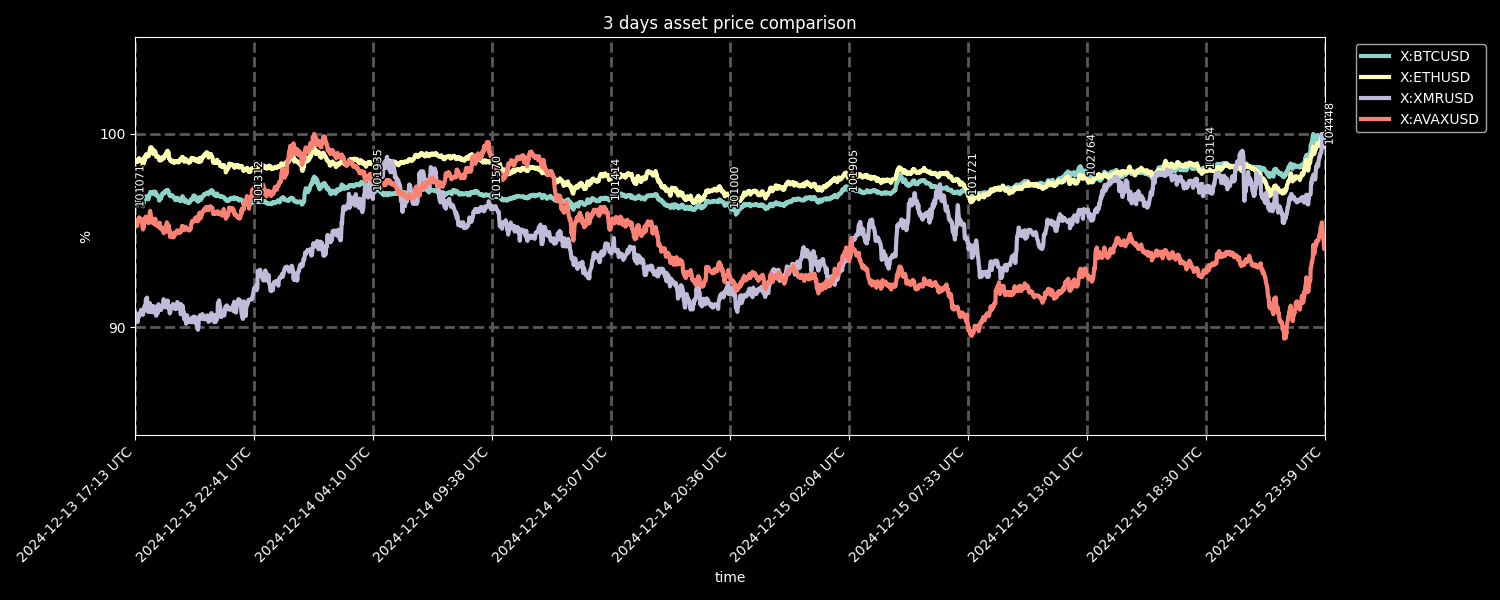 3 days asset price comparison
X:BTCUSD
X:ETHUSD
X:XMRUSD
X:AVAXUSD
100
90
%
101071
101312
101935
101570
101414
101000
101905
101721
102764
103154
104448
2024-12-13 17:13 UTC
2024-12-13 22:41 UTC
2024-12-14 04:10 UTC
2024-12-14 09:38 UTC
2024-12-14 15:07 UTC
2024-12-14 20:36 UTC
2024-12-15 02:04 UTC
2024-12-15 07:33 UTC
2024-12-15 13:01 UTC
2024-12-15 18:30 UTC
2024-12-15 23:59 UTC
time